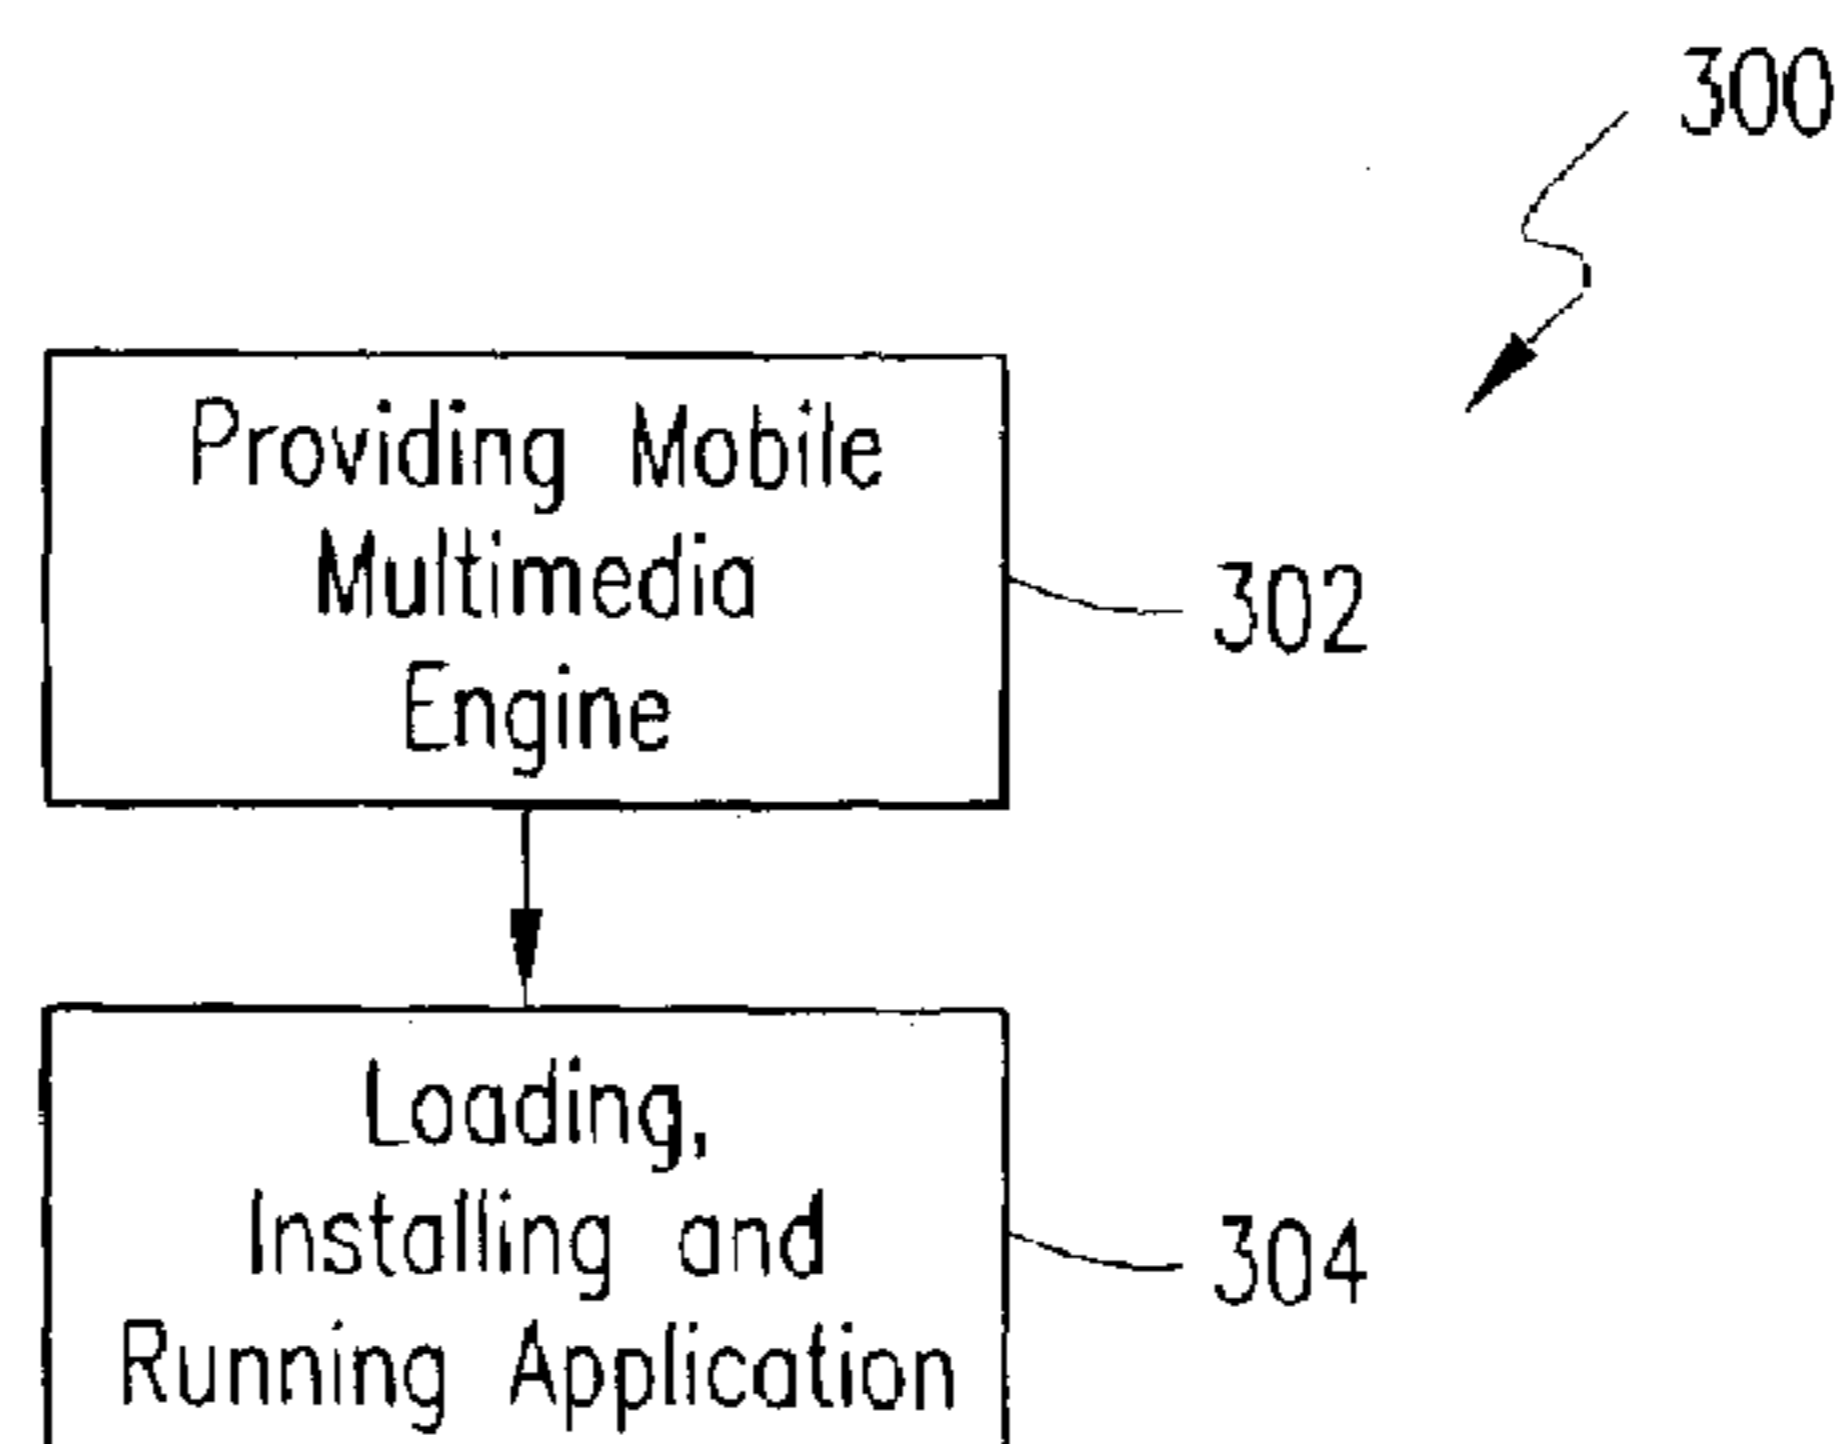 300
Providing Mobile
Multimedia
Engine
302
Loading,
Installing and
Running Application
304